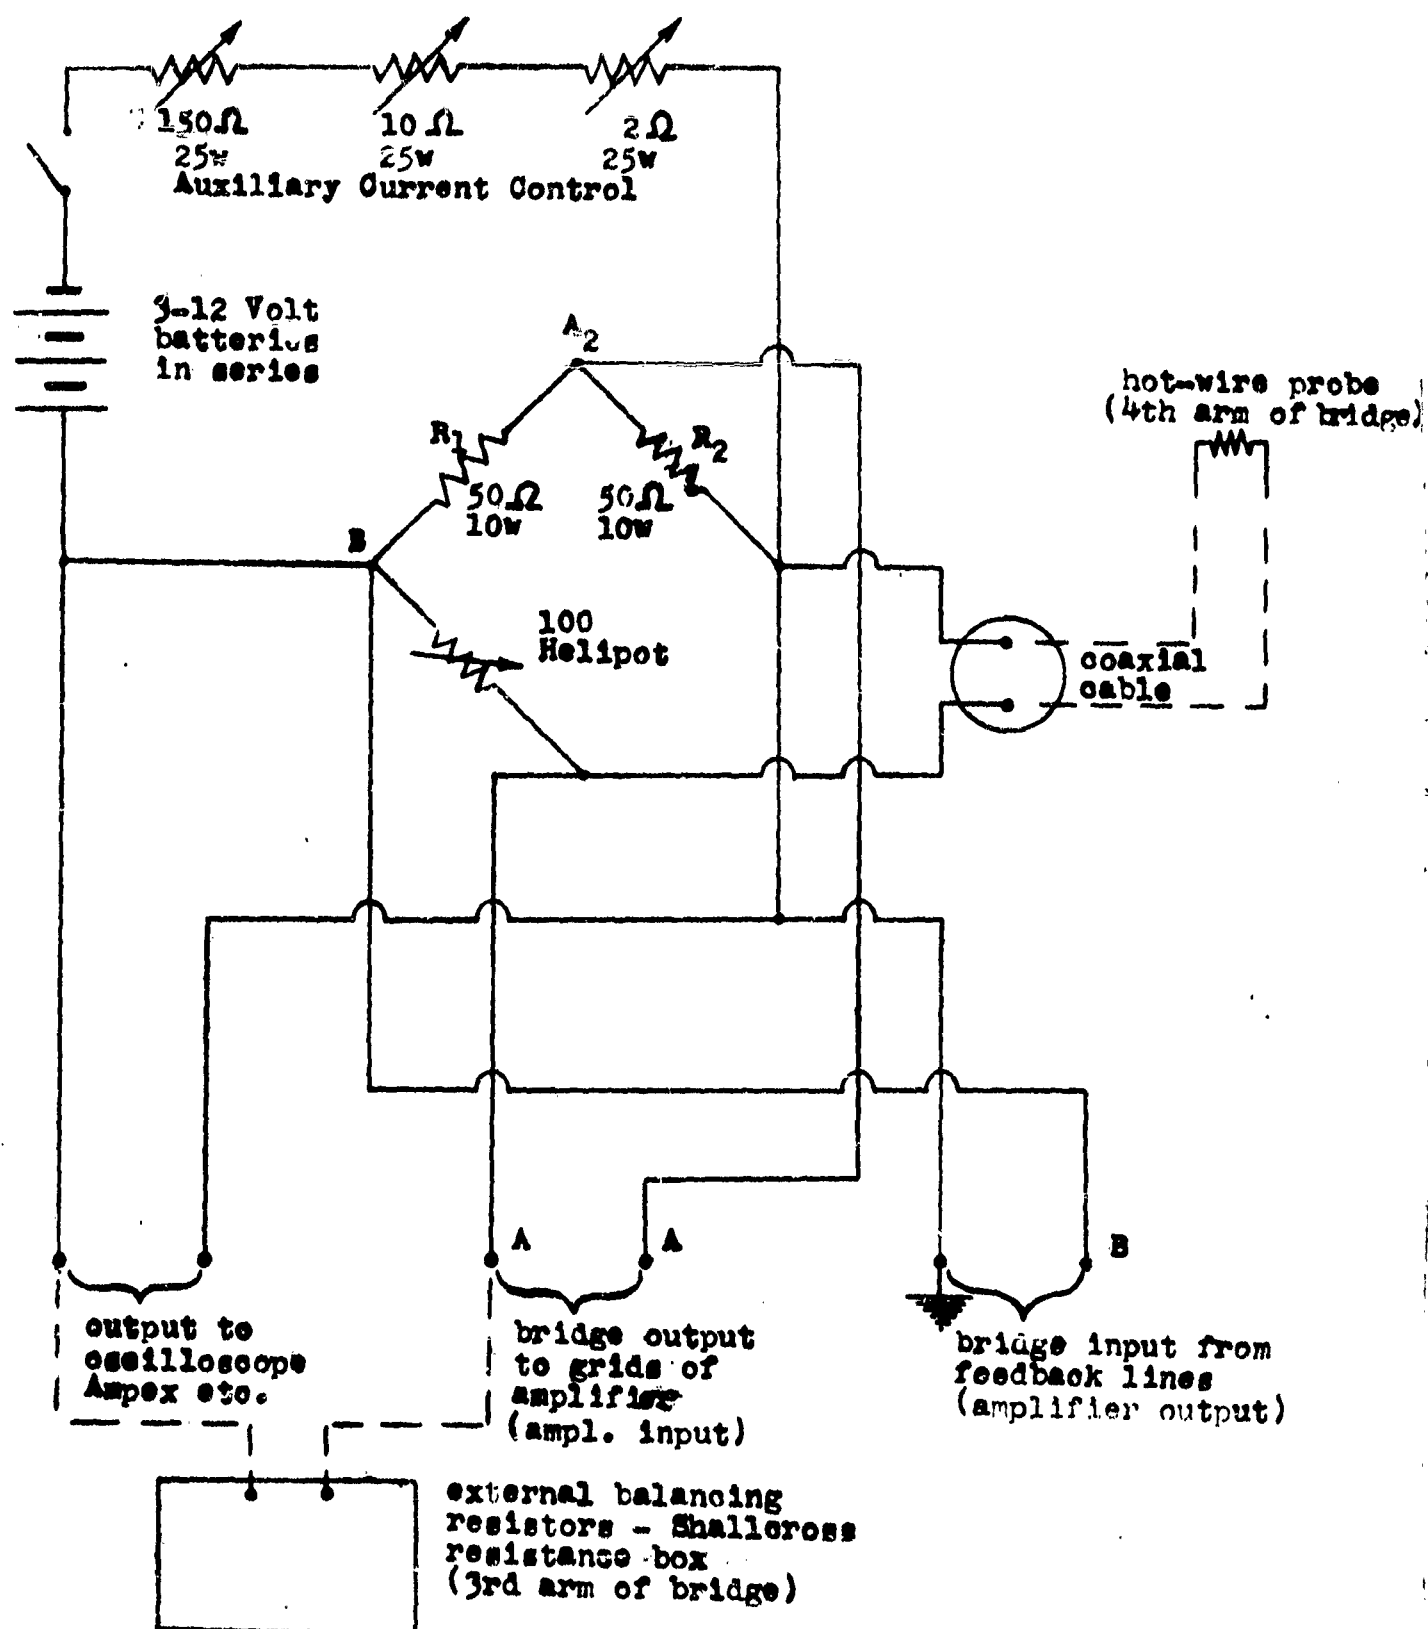 150Ω
25w
10Ω
25w
2Ω
25w
Auxiliary Current Control
3-12 Volt
batteries
in series
A2
R1
50Ω
10w
R2
50Ω
10w
B
hot-wire probe
(4th arm of bridge)
100
Helipot
coaxial
cable
A
A
B
output to
oscilloscope
Ampex etc.
bridge output
to grids of
amplifier
(ampl. input)
bridge input from
feedback lines
(amplifier output)
external balancing
resistors - Shallcross
resistance box
(3rd arm of bridge)